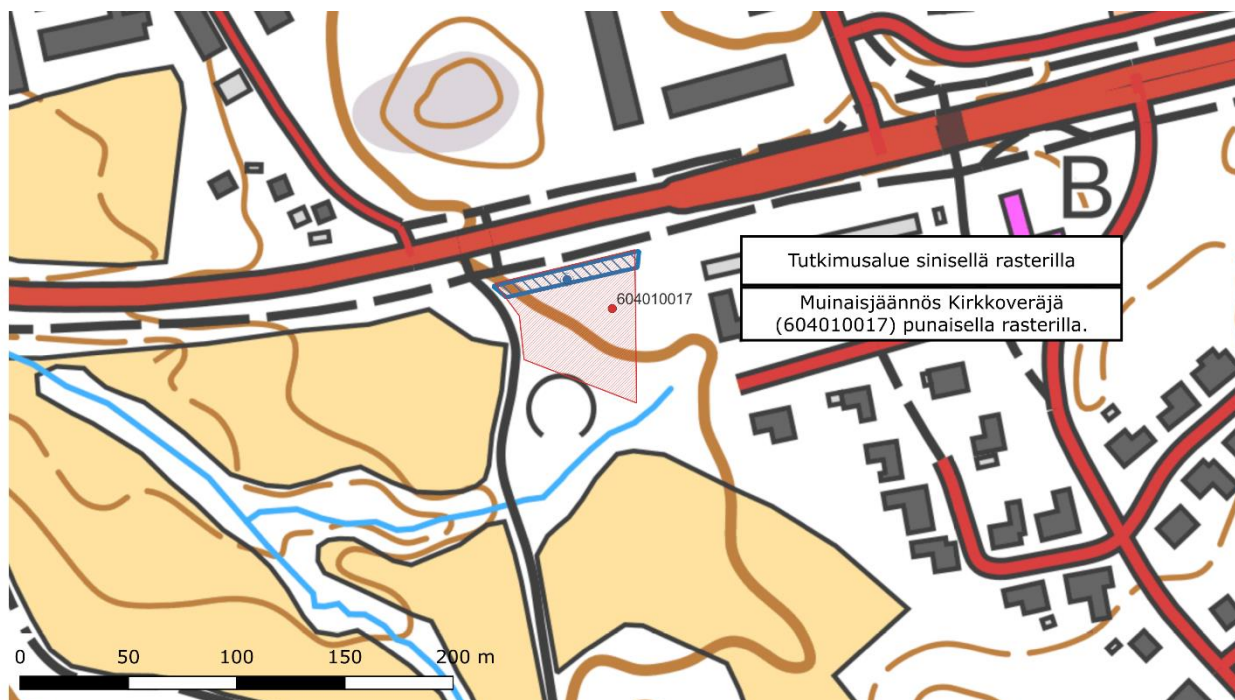 B
Tutkimusalue sinisellä rasterilla
604010017
Muinaisjäännös Kirkkoveräjä
(604010017) punaisella rasterilla.
0 50 100 150 200 m